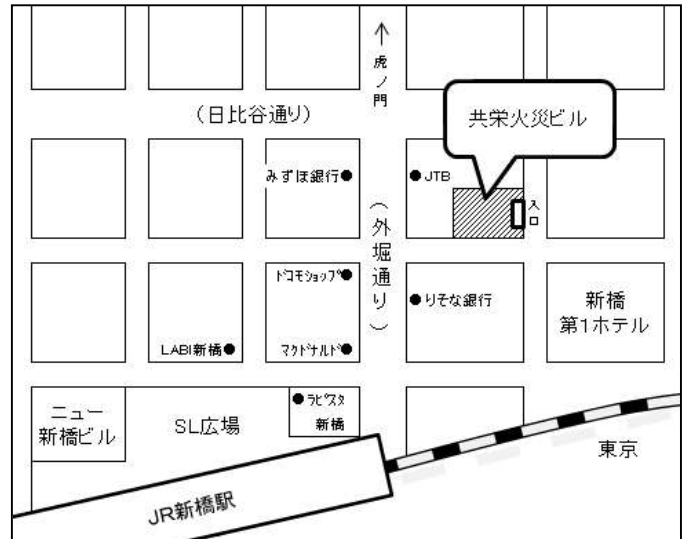 ↑
虎ノ門
(日比谷通り)
共栄火災ビル
みずほ銀行●
●JTB
入口
(外堀通り)
ドコモショップ●
●りそな銀行
新橋
第1ホテル
LABI新橋●
マクドナルド●
ニュー
新橋ビル
SL広場
●ラピスタ
新橋
東京
JR新橋駅